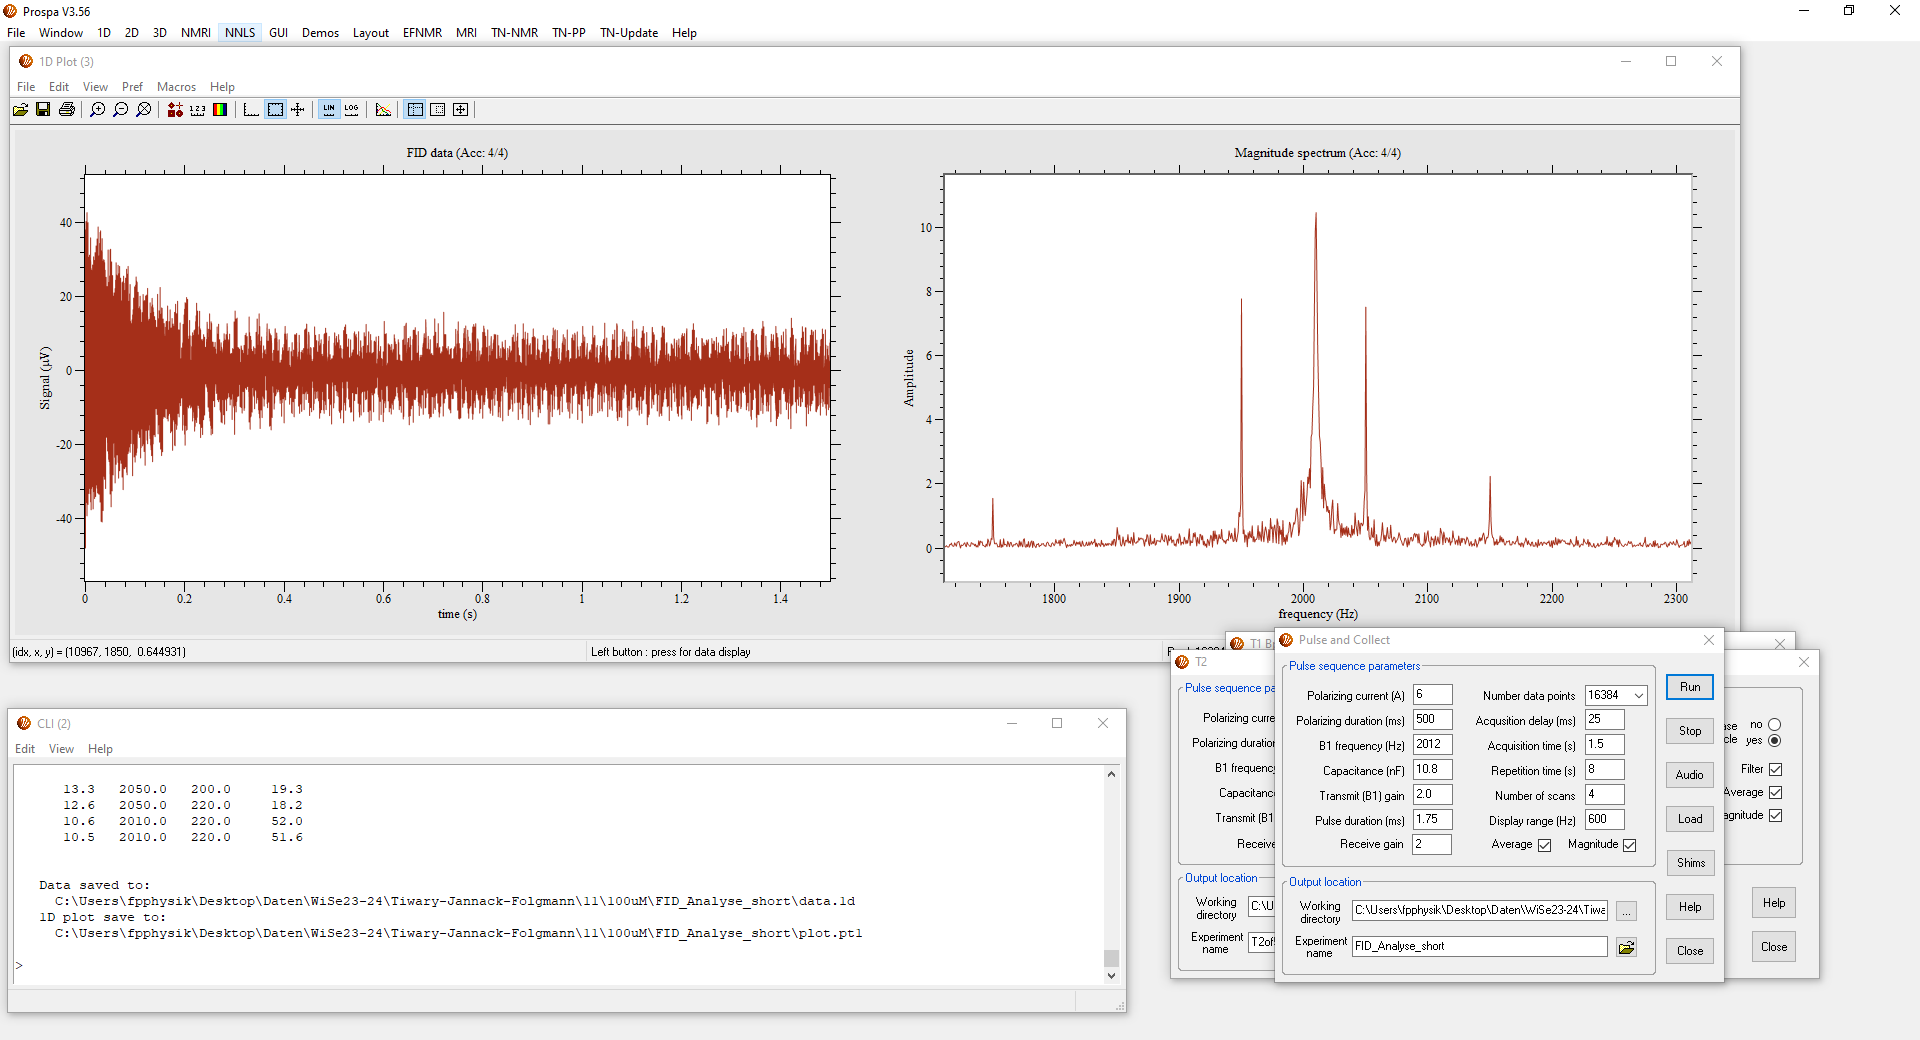 Prospa V3.56
File Window 1D 2D 3D NMRI NNLS GUI Demos Layout EFNMR MRI TN-NMR TN-PP TN-Update Help
1D Plot (3)
File Edit View Pref Macros Help
1 2 3 LIN LOG
FID data (Acc: 4/4)
40
20
0
-20
-40
Signal (µV)
0 0.2 0.4 0.6 0.8 1 1.2 1.4
time (s)
Magnitude spectrum (Acc: 4/4)
10
8
6
4
2
0
Amplitude
1800 1900 2000 2100 2200 2300
frequency (Hz)
(idx, x, y) = (10967, 1850, 0.644931) Left button : press for data display
CLI (2)
Edit View Help
13.3 2050.0 200.0 19.3
12.6 2050.0 220.0 18.2
10.6 2010.0 220.0 52.0
10.5 2010.0 220.0 51.6
Data saved to:
C:\Users\fpphysik\Desktop\Daten\WiSe23-24\Tiwary-Jannack-Folgmann\11\100uM\FID_Analyse_short\data.1d
1D plot save to:
C:\Users\fpphysik\Desktop\Daten\WiSe23-24\Tiwary-Jannack-Folgmann\11\100uM\FID_Analyse_short\plot.pt1
>
T1 B
T2
Pulse sequence pa
Polarizing curre
Polarizing duration
B1 frequency
Capacitanc
Transmit (B1
Receive
Output location
Working directory C:\U
Experiment name T2of
no
yes
Filter
Average
agnitude
Help
Close
Pulse and Collect
Pulse sequence parameters
Polarizing current (A) 6 Number data points 16384
Polarizing duration (ms) 500 Acqusition delay (ms) 25
B1 frequency (Hz) 2012 Acquisition time (s) 1.5
Capacitance (nF) 10.8 Repetition time (s) 8
Transmit (B1) gain 2.0 Number of scans 4
Pulse duration (ms) 1.75 Display range (Hz) 600
Receive gain 2 Average Magnitude
Output location
Working directory C:\Users\fpphysik\Desktop\Daten\WiSe23-24\Tiwa ...
Experiment name FID_Analyse_short
Run
Stop
Audio
Load
Shims
Help
Close